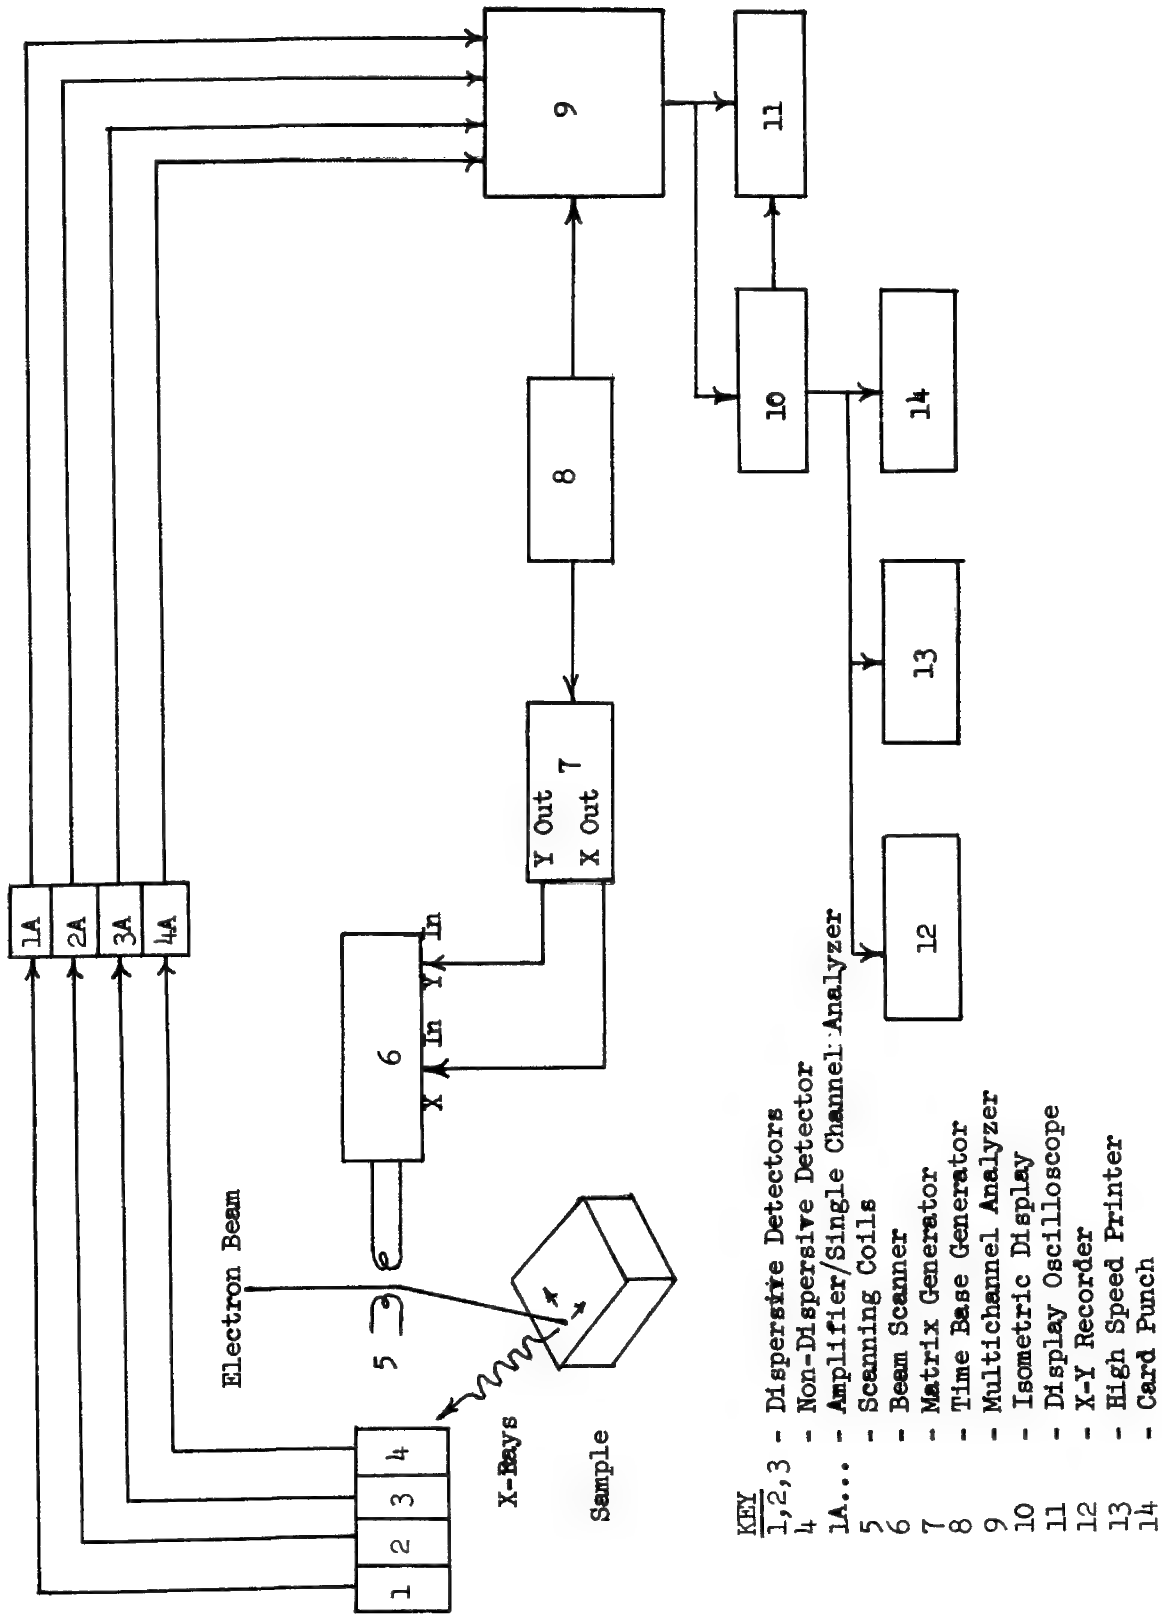 1A
2A
3A
4A
9
11
Electron Beam
6
X In
Y In
Y Out
X Out
7
8
10
14
13
12
5
1
2
3
4
X-Rays
Sample
KEY
1,2,3 - Dispersive Detectors
4 - Non-Dispersive Detector
1A... - Amplifier/Single Channel Analyzer
5 - Scanning Coils
6 - Beam Scanner
7 - Matrix Generator
8 - Time Base Generator
9 - Multichannel Analyzer
10 - Isometric Display
11 - Display Oscilloscope
12 - X-Y Recorder
13 - High Speed Printer
14 - Card Punch